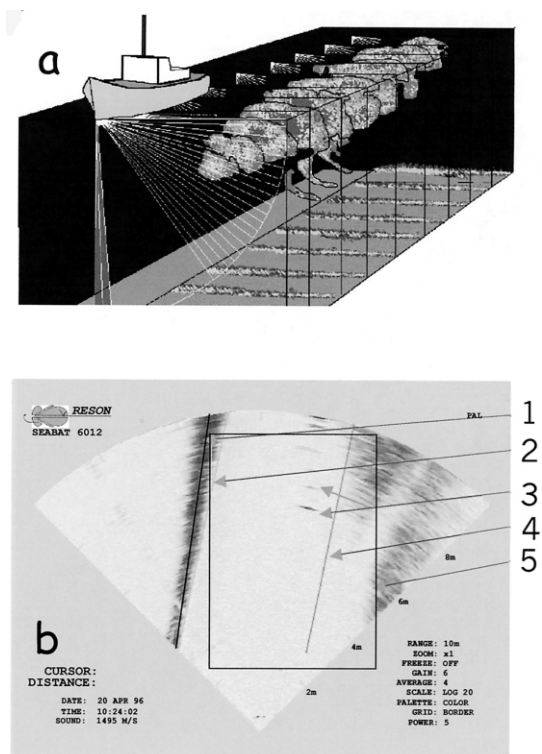 a
RESON
SEABAT 6012
PAL
1
2
3
4
5
8m
6m
4m
2m
b
CURSOR:
DISTANCE:
DATE: 20 APR 96
TIME: 10:24:02
SOUND: 1495 M/S
RANGE: 10m
ZOOM: x1
FREEZE: OFF
GAIN: 6
AVERAGE: 4
SCALE: LOG 20
PALETTE: COLOR
GRID: BORDER
POWER: 5